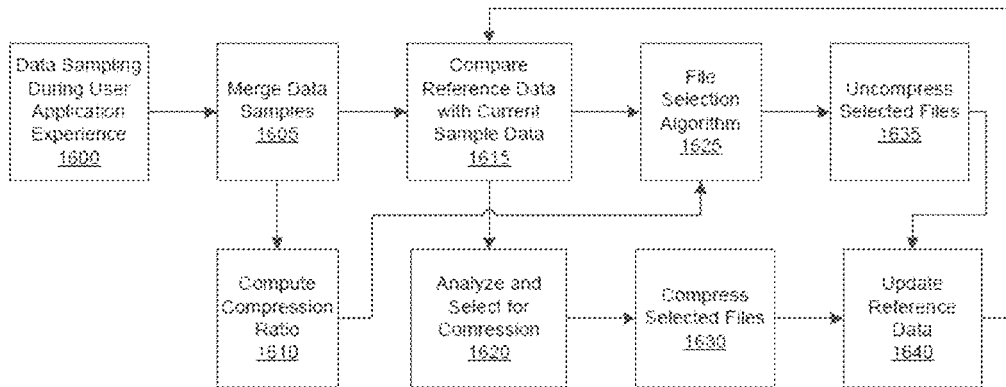 Data Sampling
During User
Application
Experience
1600
Merge Data
Samples
1605
Compare
Reference Data
with Current
Sample Data
1615
File
Selection
Algorithm
1625
Uncompress
Selected Files
1635
Compute
Compression
Ratio
1610
Analyze and
Select for
Comression
1620
Compress
Selected Files
1630
Update
Reference
Data
1640